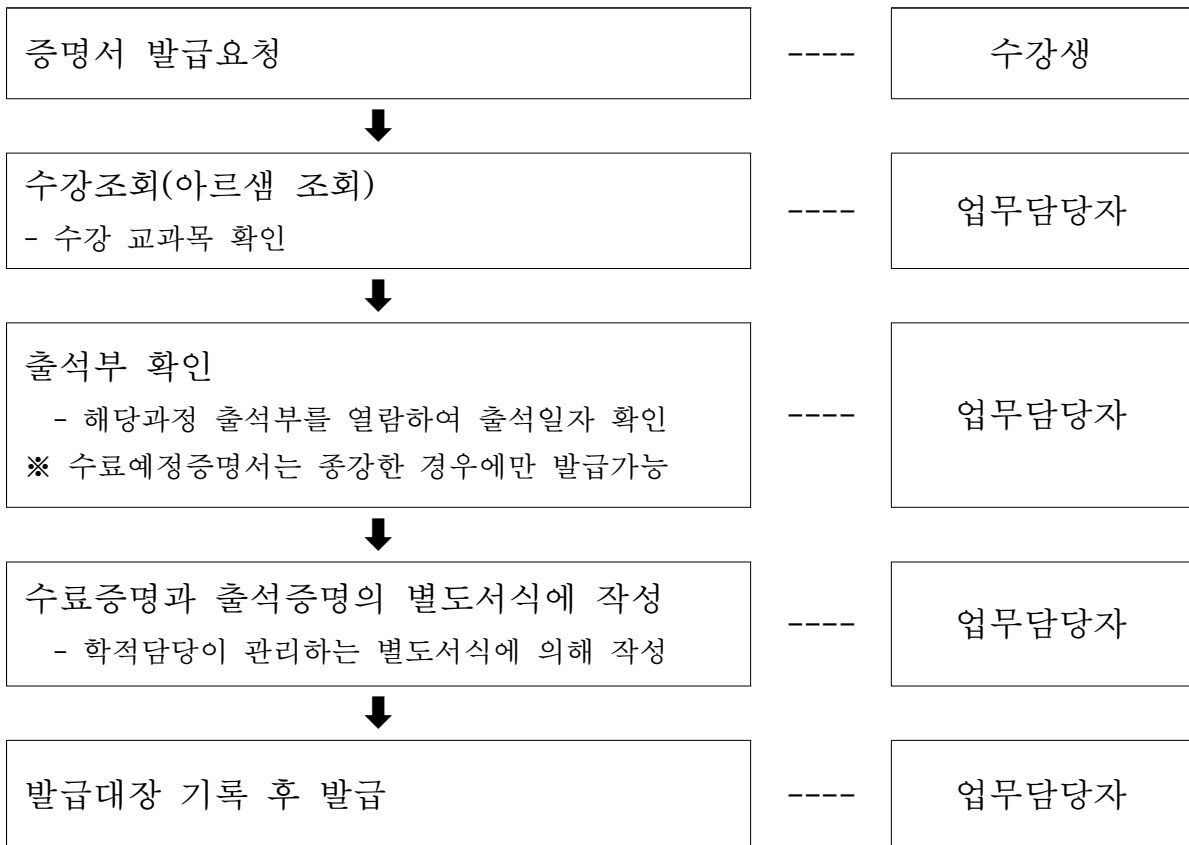 증명서 발급요청 ---- 수강생
수강조회(아르샘 조회)
- 수강 교과목 확인
---- 업무담당자
출석부 확인
- 해당과정 출석부를 열람하여 출석일자 확인
※ 수료예정증명서는 종강한 경우에만 발급가능
---- 업무담당자
수료증명과 출석증명의 별도서식에 작성
- 학적담당이 관리하는 별도서식에 의해 작성
---- 업무담당자
발급대장 기록 후 발급 ---- 업무담당자